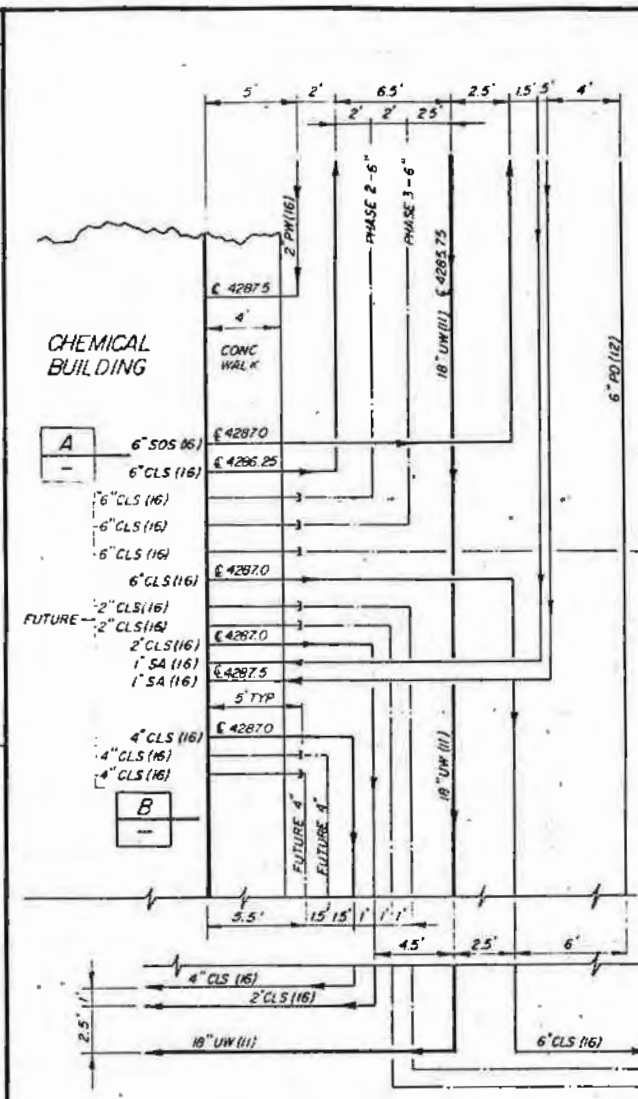 5' 2' 6.5' 2.5' 1.5' .5' 4'
2' 2' 2.5'
2" PW (16)
PHASE 2 - 6"
PHASE 3 - 6"
18" UW (11)
℄ 4285.75
6" PD (12)
℄ 4287.5
4'
CONC
WALK
CHEMICAL
BUILDING
A
-
6" SOS (16) ℄ 4287.0
6" CLS (16) ℄ 4286.25
6" CLS (16)
6" CLS (16)
6" CLS (16)
6" CLS (16) ℄ 4287.0
FUTURE
2" CLS (16)
2" CLS (16)
2" CLS (16) ℄ 4287.0
1" SA (16)
1" SA (16) ℄ 4287.5
5' TYP
4" CLS (16) ℄ 4287.0
4" CLS (16)
4" CLS (16)
B
-
FUTURE 4"
FUTURE 4"
18" UW (11)
5.5' 1.5' 1.5' 1' 1' 1'
4.5' 2.5' 6'
4" CLS (16)
2" CLS (16)
2.5' 1'
18" UW (11)
6" CLS (16)